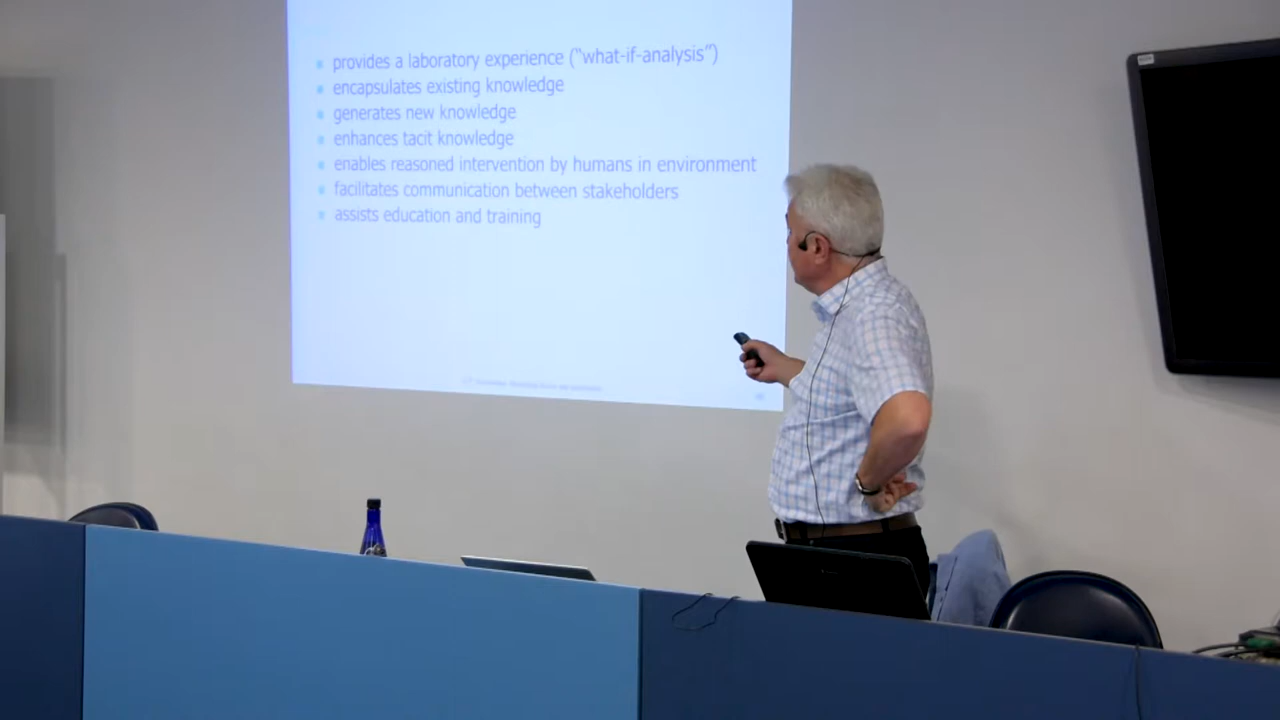 provides a laboratory experience ("what-if-analysis")
encapsulates existing knowledge
generates new knowledge
enhances tacit knowledge
enables reasoned intervention by humans in environment
facilitates communication between stakeholders
assists education and training